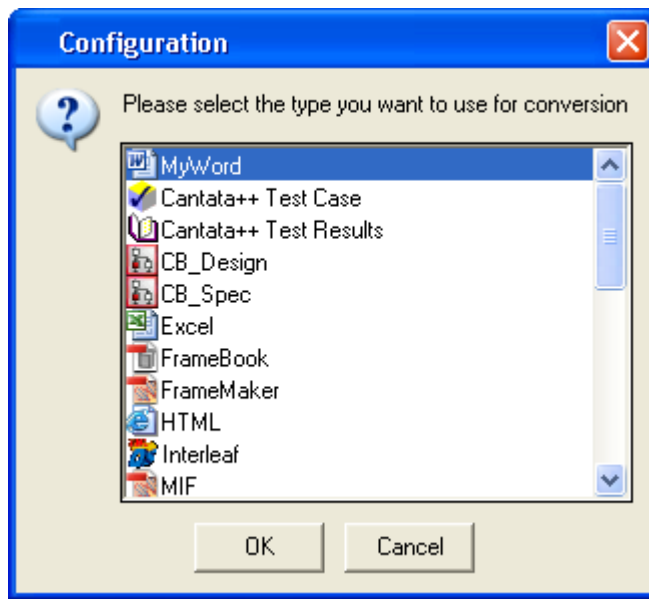 Configuration
Please select the type you want to use for conversion
MyWord
Cantata++ Test Case
Cantata++ Test Results
CB_Design
CB_Spec
Excel
FrameBook
FrameMaker
HTML
Interleaf
MIF
OK Cancel